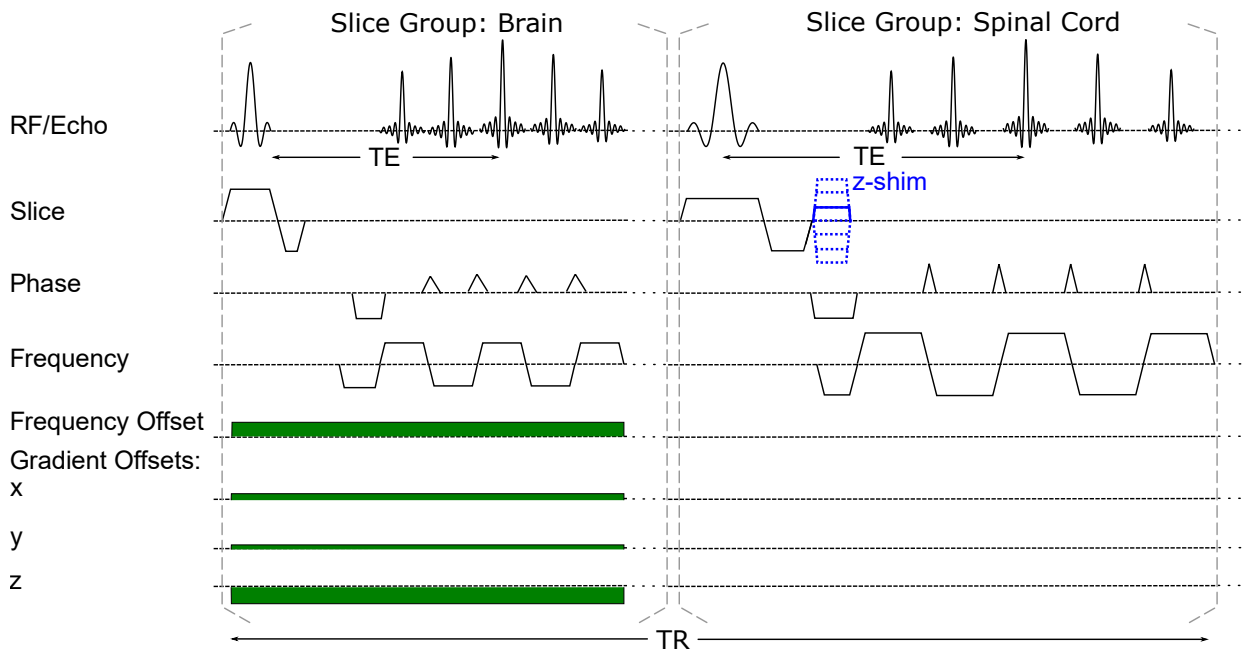 Slice Group: Brain
Slice Group: Spinal Cord
RF/Echo
TE
TE
z-shim
Slice
Phase
Frequency
Frequency Offset
Gradient Offsets:
x
y
z
TR